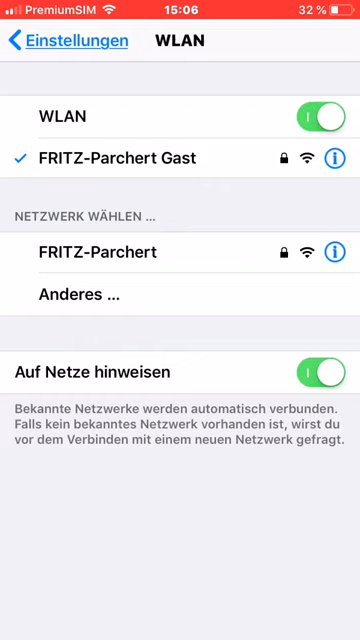 PremiumSIM 15:06 32 %
Einstellungen WLAN
WLAN
FRITZ-Parchert Gast
NETZWERK WÄHLEN ...
FRITZ-Parchert
Anderes ...
Auf Netze hinweisen
Bekannte Netzwerke werden automatisch verbunden.
Falls kein bekanntes Netzwerk vorhanden ist, wirst du
vor dem Verbinden mit einem neuen Netzwerk gefragt.